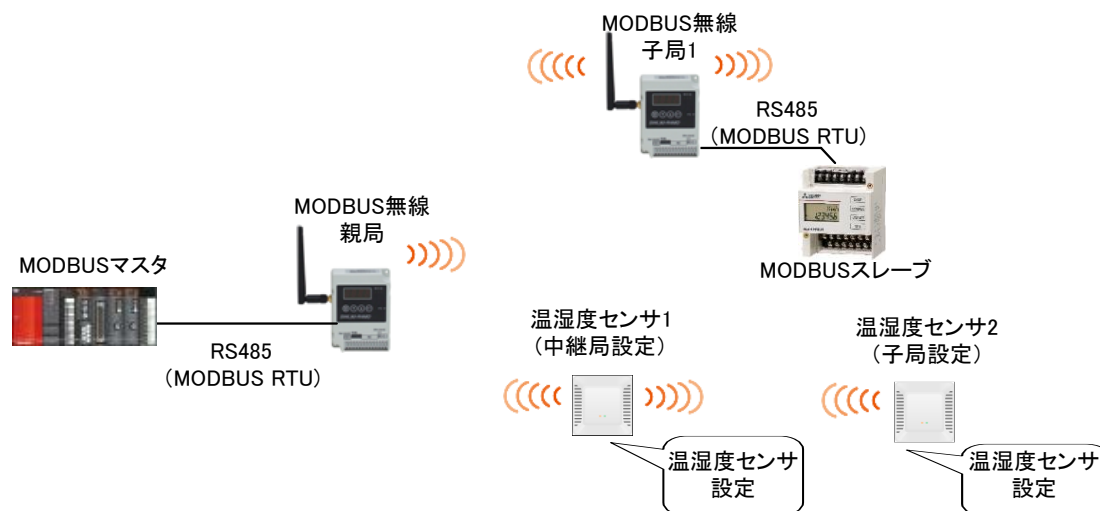 MODBUS無線
子局1
RS485
(MODBUS RTU)
MODBUSスレーブ
MODBUS無線
親局
MODBUSマスタ
RS485
(MODBUS RTU)
温湿度センサ1
(中継局設定)
温湿度センサ2
(子局設定)
温湿度センサ
設定
温湿度センサ
設定